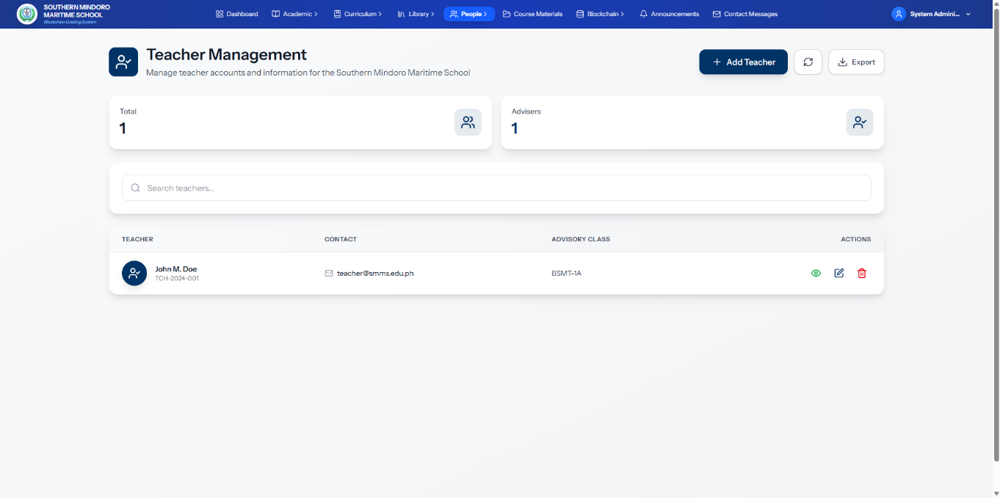 SOUTHERN MINDORO
MARITIME SCHOOL
Blockchain Grading System
Dashboard
Academic
Curriculum
Library
People
Course Materials
Blockchain
Announcements
Contact Messages
System Admini...
Teacher Management
Manage teacher accounts and information for the Southern Mindoro Maritime School
Add Teacher
Export
Total
1
Advisers
1
Search teachers...
TEACHER CONTACT ADVISORY CLASS ACTIONS
John M. Doe
TCH-2024-001
teacher@smms.edu.ph
BSMT-1A